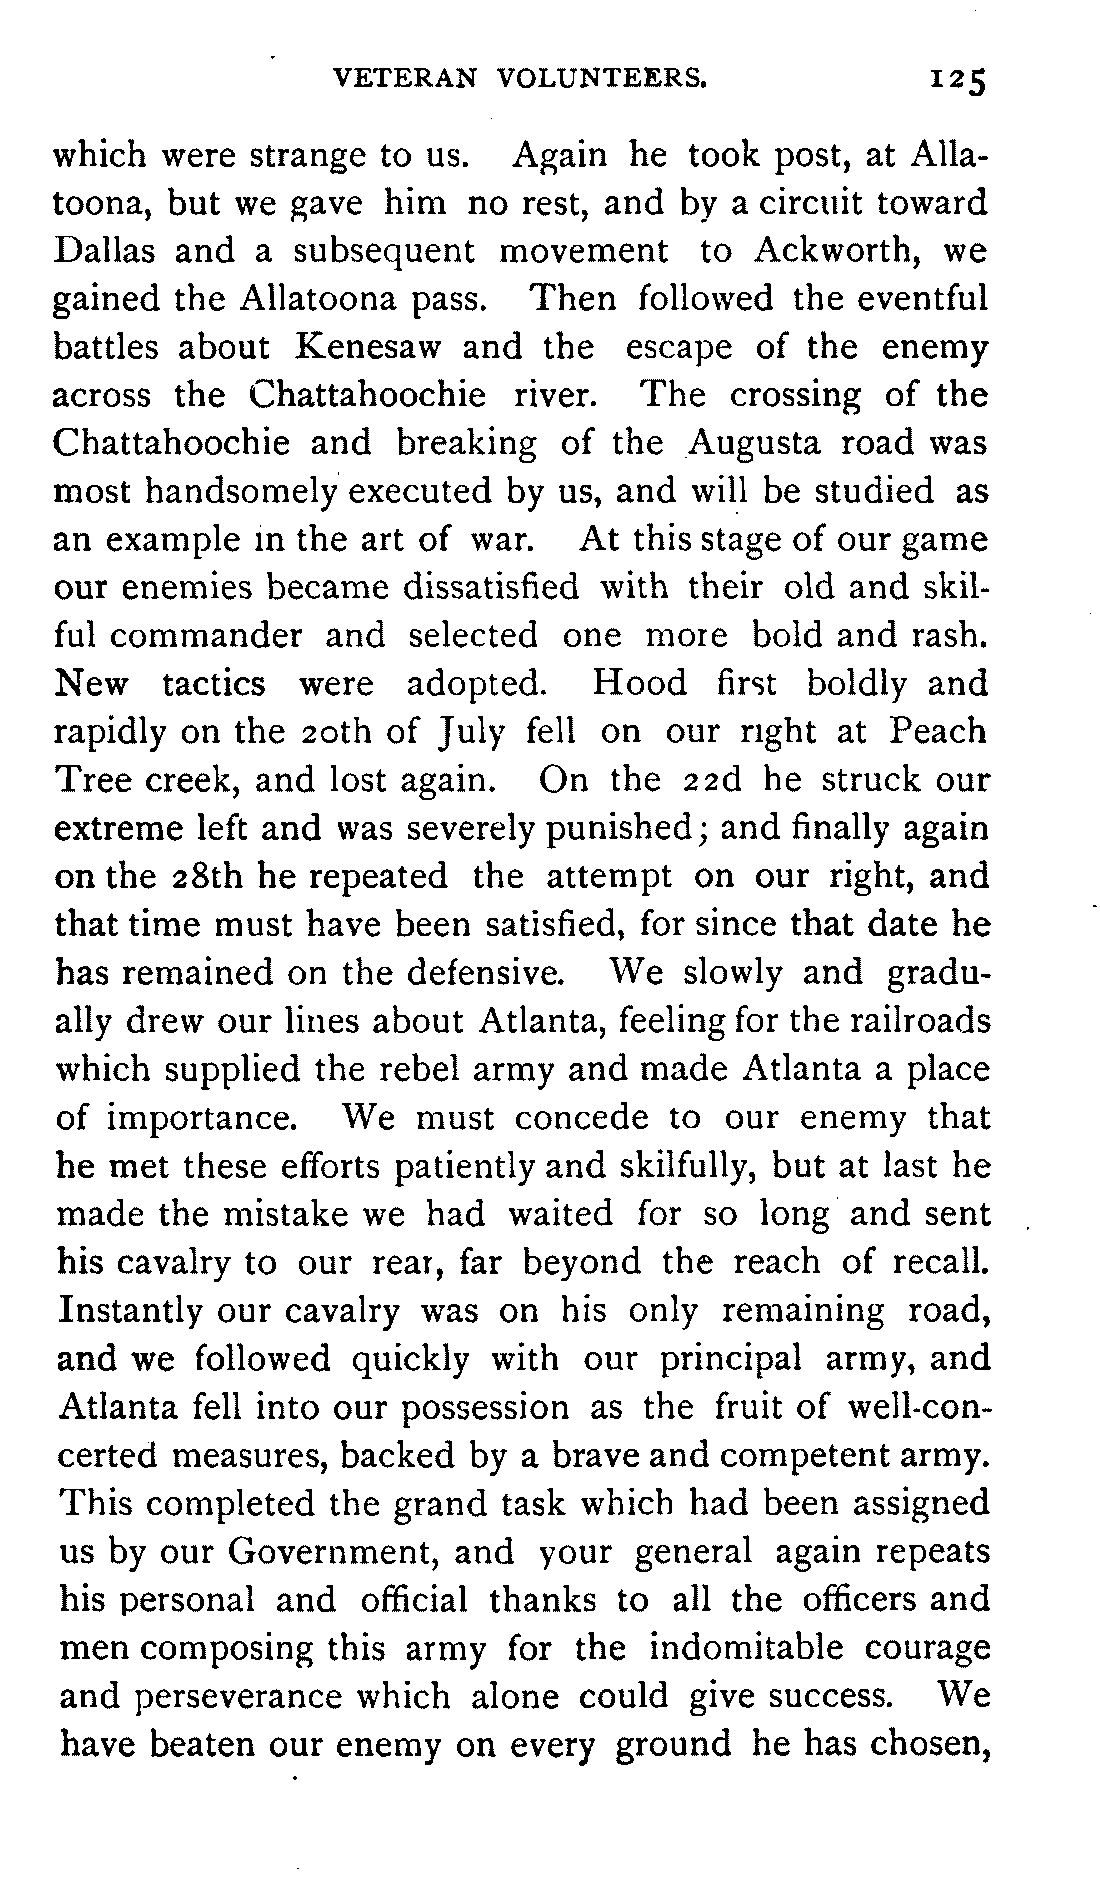 VETERAN VOLUNTEERS. 125
which were strange to us. Again he took post, at Alla-
toona, but we gave him no rest, and by a circuit toward
Dallas and a subsequent movement to Ackworth, we
gained the Allatoona pass. Then followed the eventful
battles about Kenesaw and the escape of the enemy
across the Chattahoochie river. The crossing of the
Chattahoochie and breaking of the Augusta road was
most handsomely executed by us, and will be studied as
an example in the art of war. At this stage of our game
our enemies became dissatisfied with their old and skil-
ful commander and selected one more bold and rash.
New tactics were adopted. Hood first boldly and
rapidly on the 20th of July fell on our right at Peach
Tree creek, and lost again. On the 22d he struck our
extreme left and was severely punished; and finally again
on the 28th he repeated the attempt on our right, and
that time must have been satisfied, for since that date he
has remained on the defensive. We slowly and gradu-
ally drew our lines about Atlanta, feeling for the railroads
which supplied the rebel army and made Atlanta a place
of importance. We must concede to our enemy that
he met these efforts patiently and skilfully, but at last he
made the mistake we had waited for so long and sent
his cavalry to our rear, far beyond the reach of recall.
Instantly our cavalry was on his only remaining road,
and we followed quickly with our principal army, and
Atlanta fell into our possession as the fruit of well-con-
certed measures, backed by a brave and competent army.
This completed the grand task which had been assigned
us by our Government, and your general again repeats
his personal and official thanks to all the officers and
men composing this army for the indomitable courage
and perseverance which alone could give success. We
have beaten our enemy on every ground he has chosen,